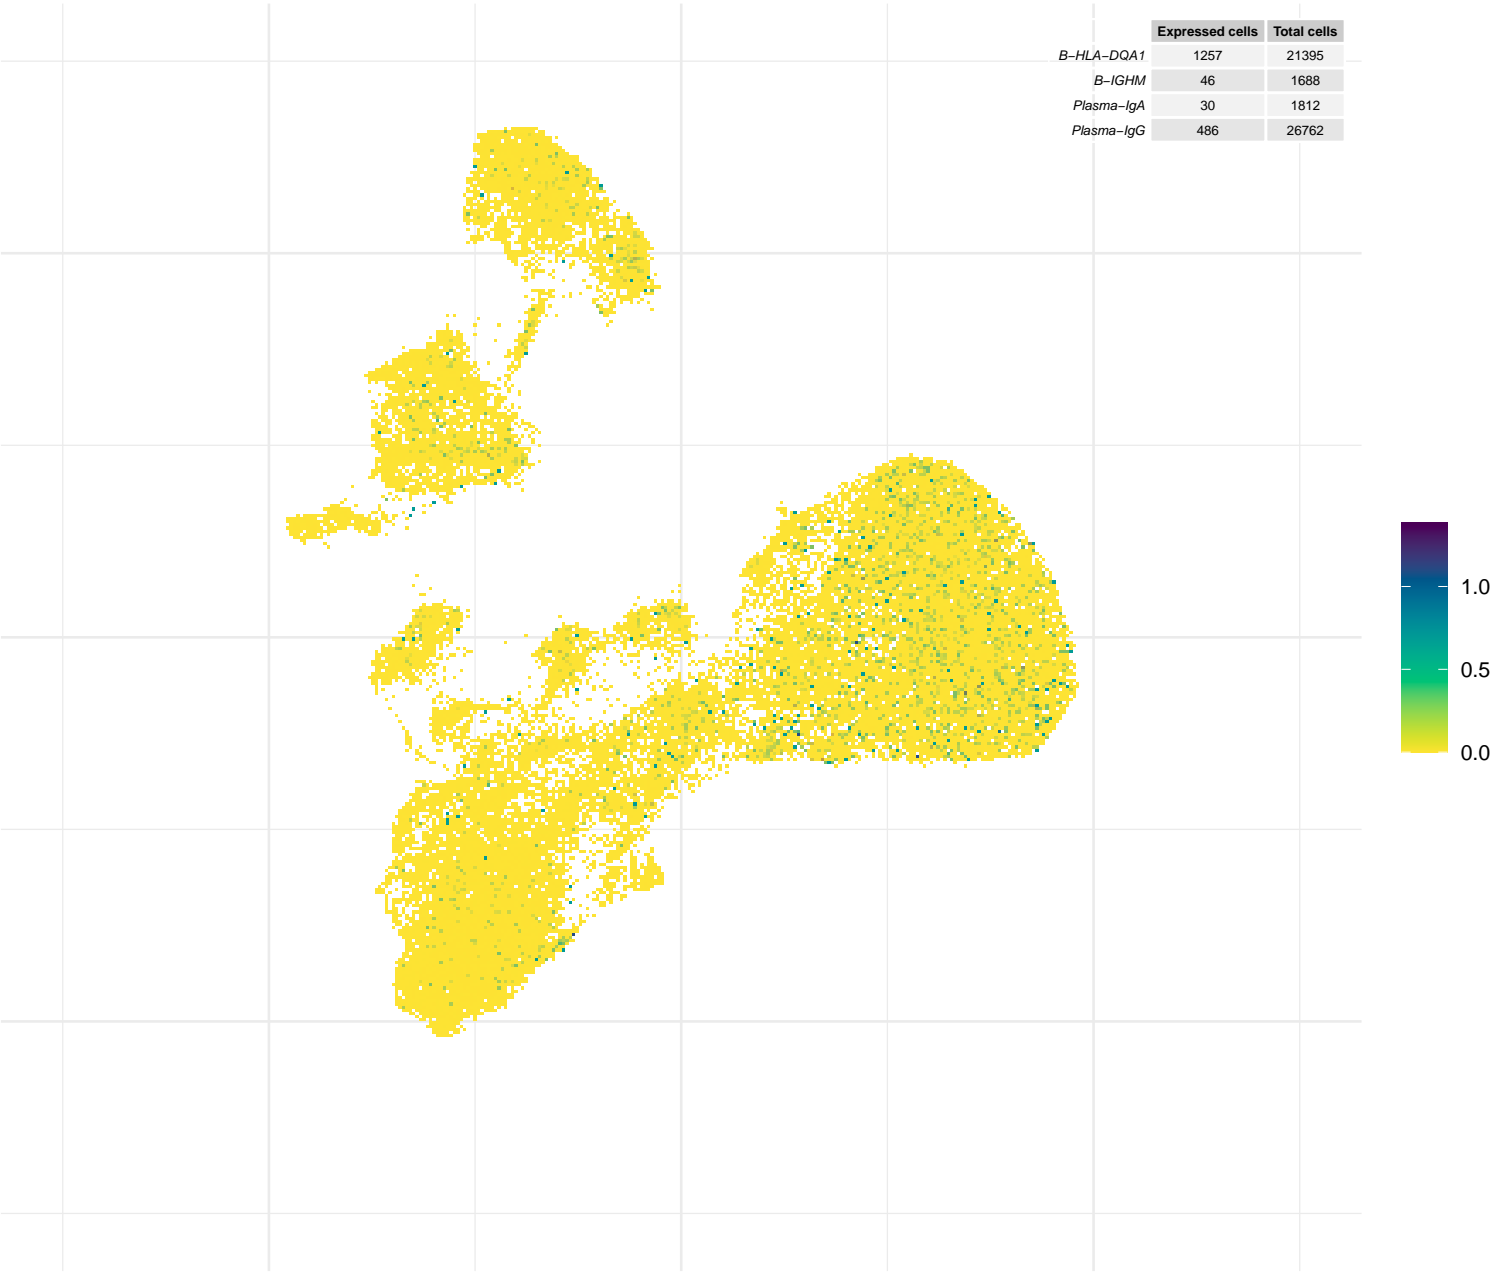 Expressed cells Total cells
B−HLA−DQA1 1257 21395
B−IGHM 46 1688
Plasma−IgA 30 1812
Plasma−IgG 486 26762
1.0
0.5
0.0